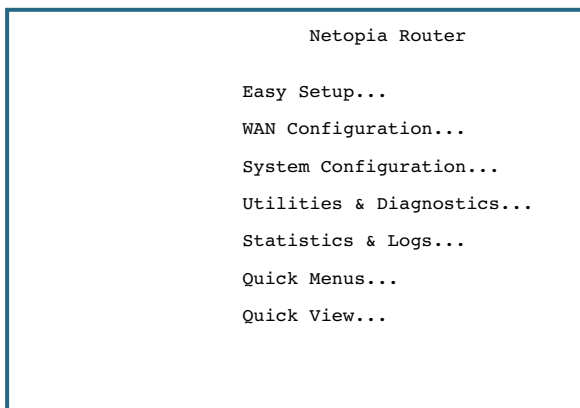 Netopia Router
Easy Setup...
WAN Configuration...
System Configuration...
Utilities & Diagnostics...
Statistics & Logs...
Quick Menus...
Quick View...